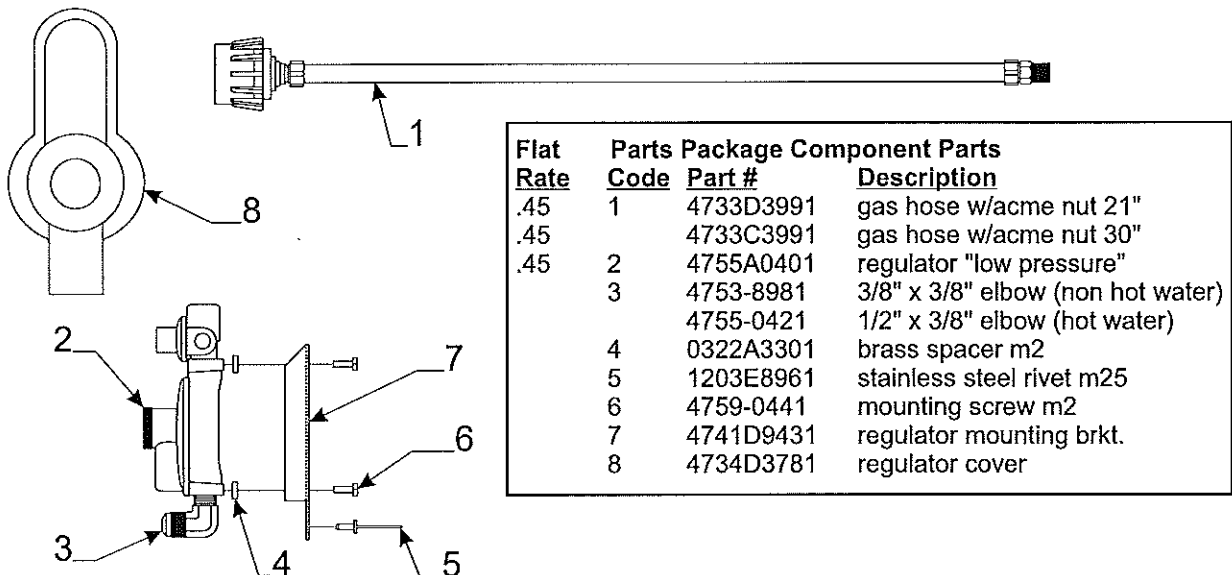 1
8
2
7
6
3
4
5
Flat Parts Package Component Parts
Rate Code Part # Description
.45 1 4733D3991 gas hose w/acme nut 21"
.45 4733C3991 gas hose w/acme nut 30"
.45 2 4755A0401 regulator "low pressure"
3 4753-8981 3/8" x 3/8" elbow (non hot water)
4755-0421 1/2" x 3/8" elbow (hot water)
4 0322A3301 brass spacer m2
5 1203E8961 stainless steel rivet m25
6 4759-0441 mounting screw m2
7 4741D9431 regulator mounting brkt.
8 4734D3781 regulator cover